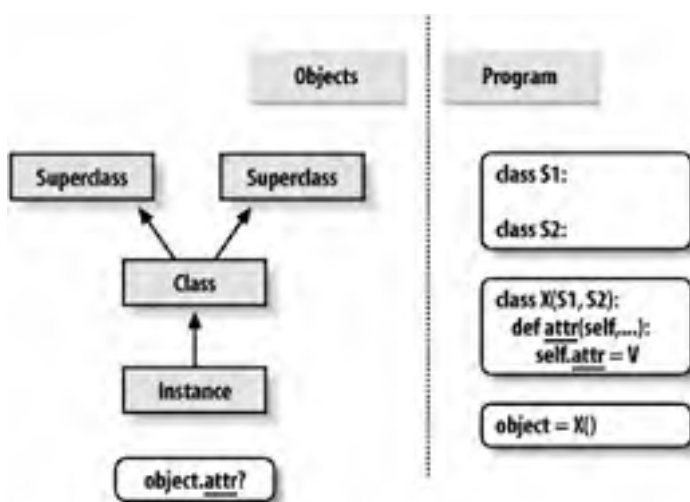 Objects
Program
Superclass
Superclass
Class
Instance
object.attr?
class S1:
class S2:
class X(S1, S2):
def attr(self,...):
self.attr = V
object = X()